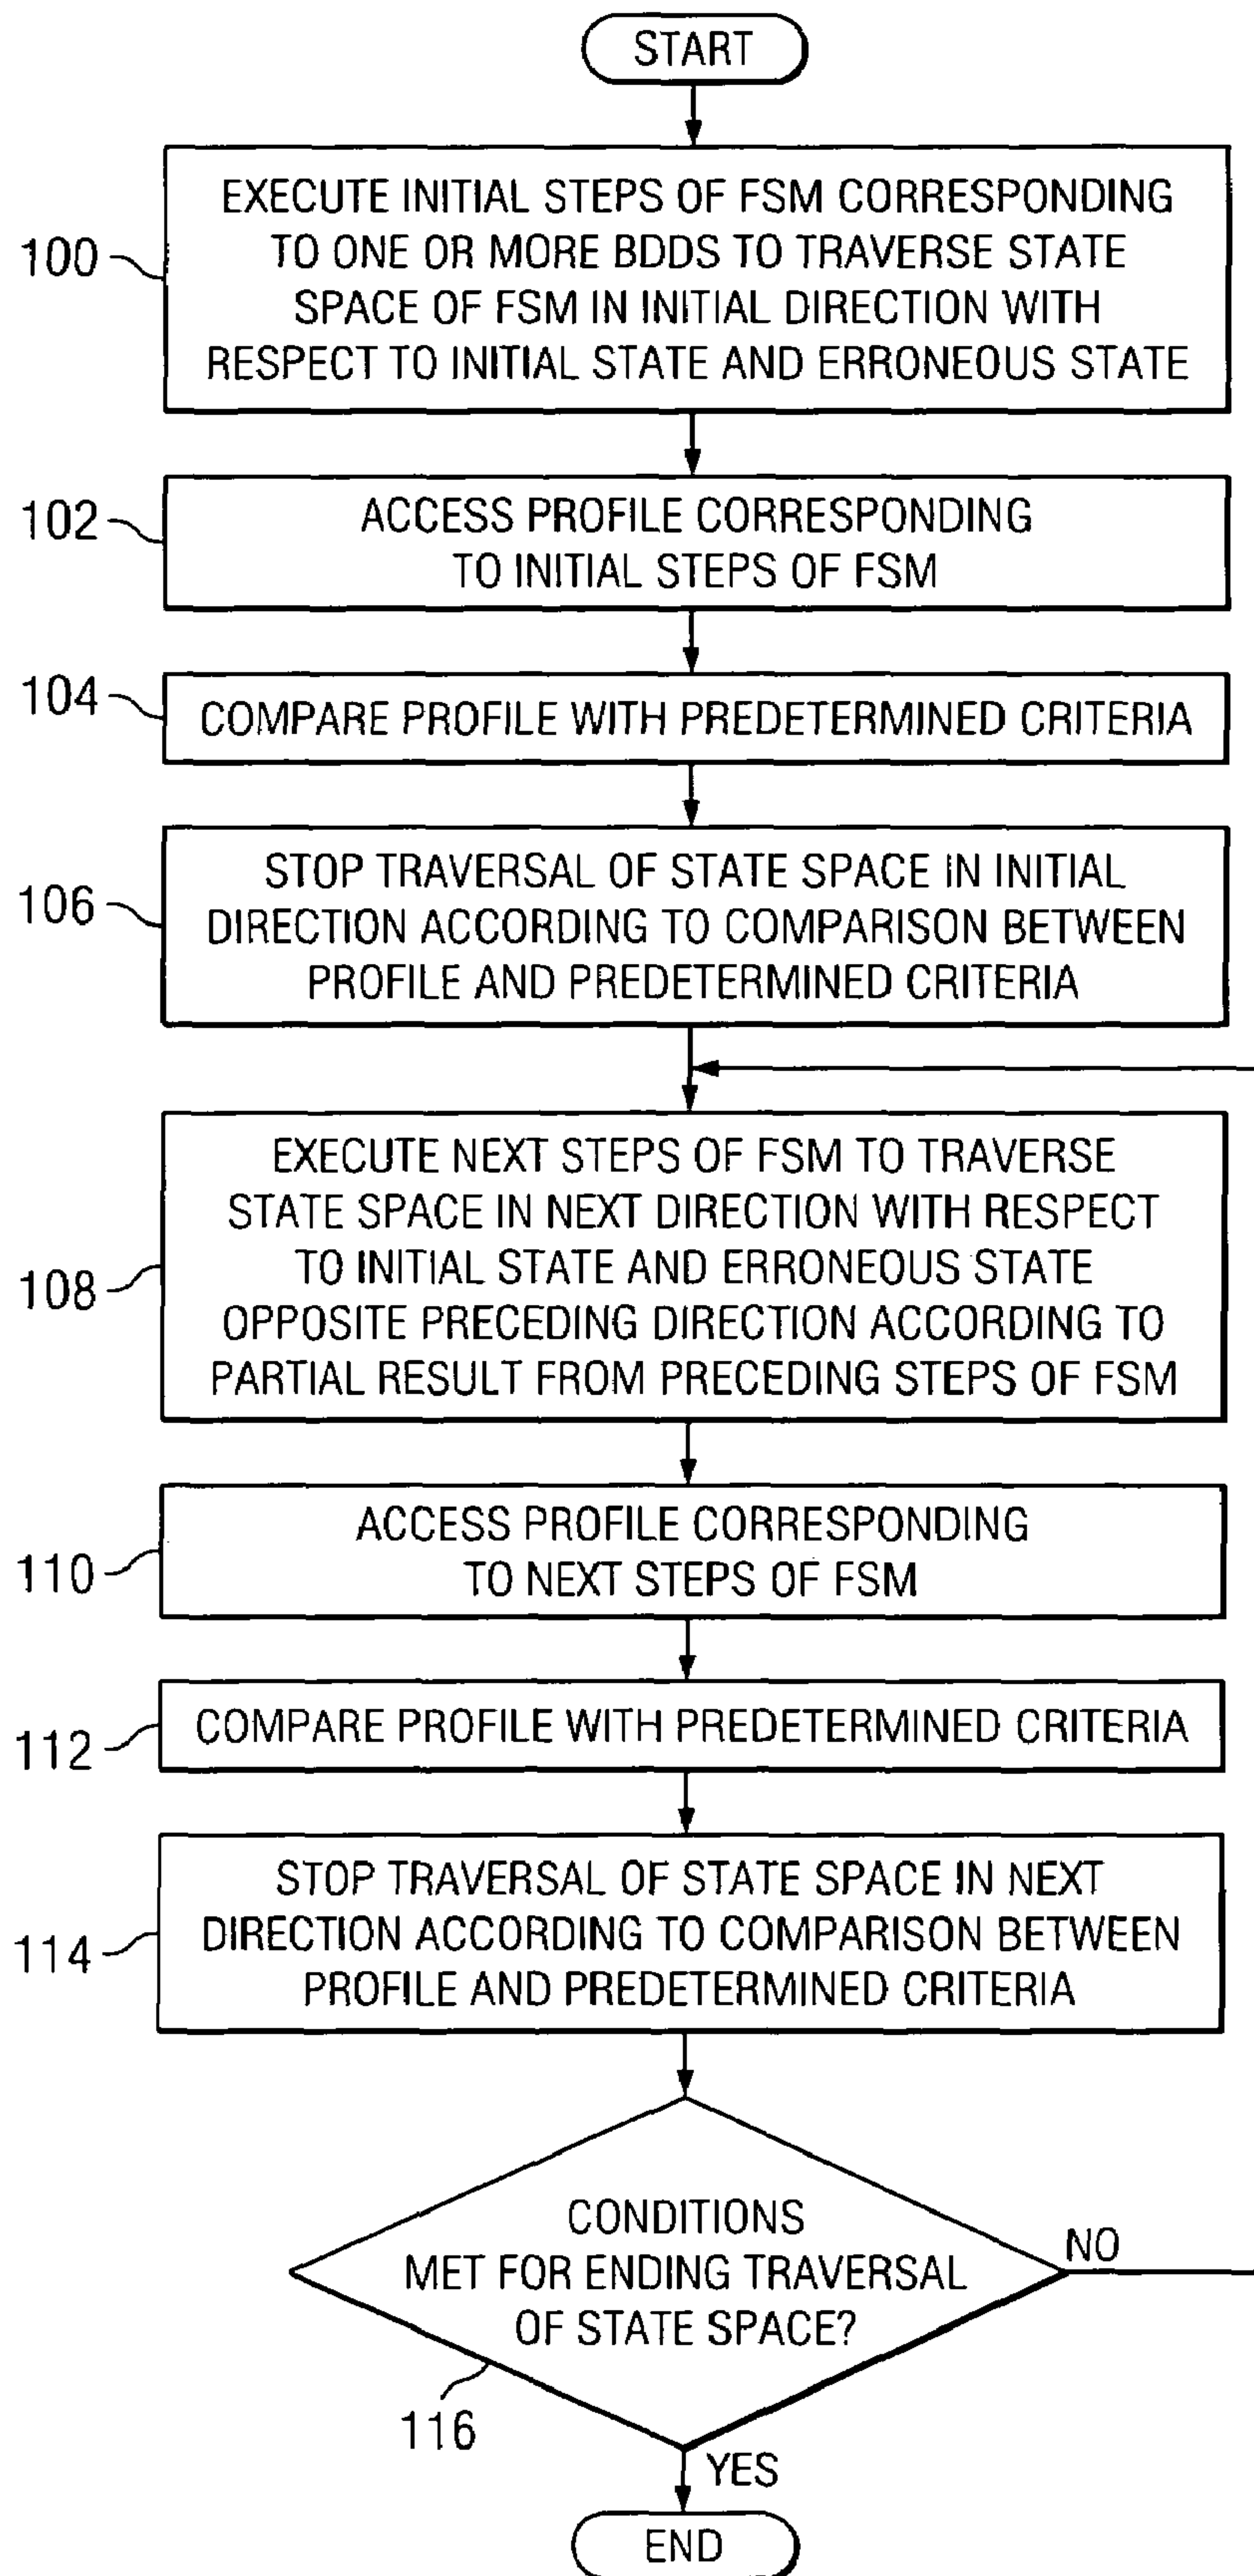 START
100
EXECUTE INITIAL STEPS OF FSM CORRESPONDING
TO ONE OR MORE BDDS TO TRAVERSE STATE
SPACE OF FSM IN INITIAL DIRECTION WITH
RESPECT TO INITIAL STATE AND ERRONEOUS STATE
102
ACCESS PROFILE CORRESPONDING
TO INITIAL STEPS OF FSM
104
COMPARE PROFILE WITH PREDETERMINED CRITERIA
106
STOP TRAVERSAL OF STATE SPACE IN INITIAL
DIRECTION ACCORDING TO COMPARISON BETWEEN
PROFILE AND PREDETERMINED CRITERIA
108
EXECUTE NEXT STEPS OF FSM TO TRAVERSE
STATE SPACE IN NEXT DIRECTION WITH RESPECT
TO INITIAL STATE AND ERRONEOUS STATE
OPPOSITE PRECEDING DIRECTION ACCORDING TO
PARTIAL RESULT FROM PRECEDING STEPS OF FSM
110
ACCESS PROFILE CORRESPONDING
TO NEXT STEPS OF FSM
112
COMPARE PROFILE WITH PREDETERMINED CRITERIA
114
STOP TRAVERSAL OF STATE SPACE IN NEXT
DIRECTION ACCORDING TO COMPARISON BETWEEN
PROFILE AND PREDETERMINED CRITERIA
CONDITIONS
MET FOR ENDING TRAVERSAL
OF STATE SPACE?
NO
116
YES
END